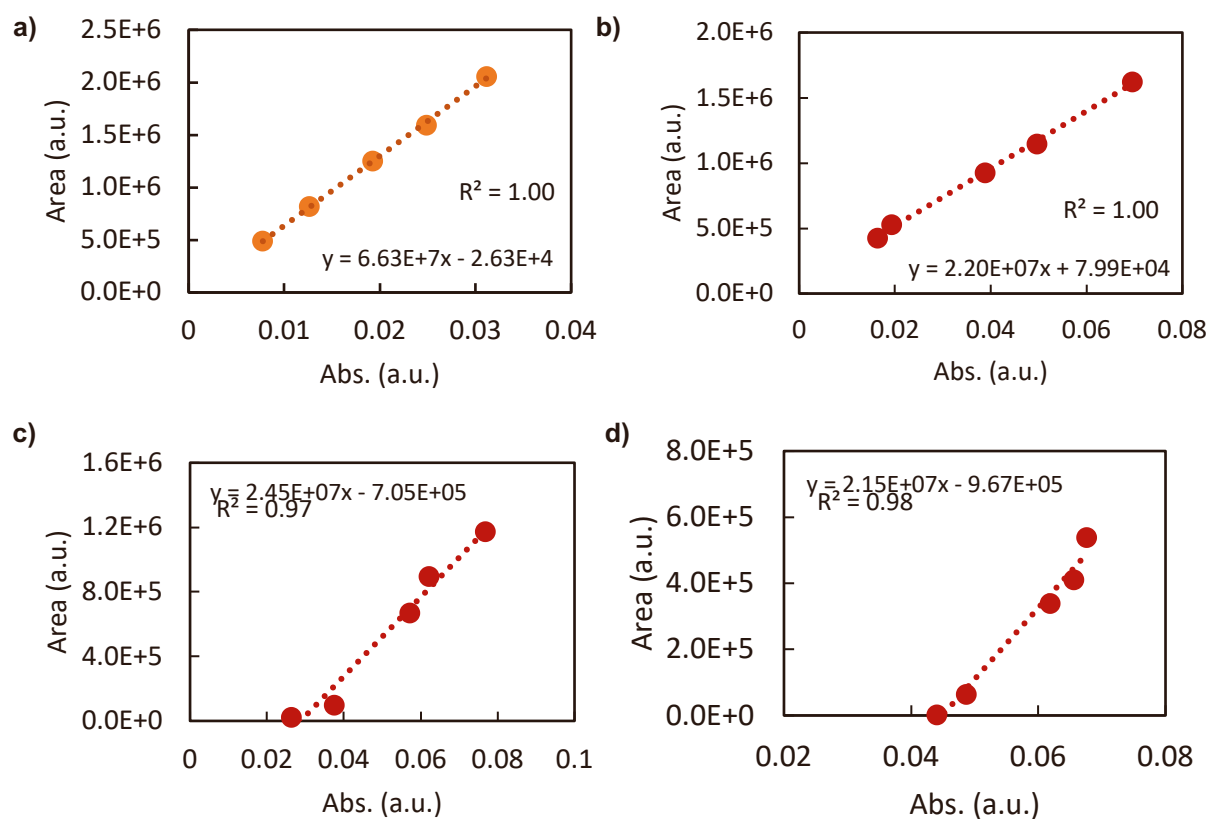 a)
2.5E+6
2.0E+6
1.5E+6
1.0E+6
5.0E+5
0.0E+0
Area (a.u.)
R² = 1.00
y = 6.63E+7x - 2.63E+4
0 0.01 0.02 0.03 0.04
Abs. (a.u.)
b)
2.0E+6
1.5E+6
1.0E+6
5.0E+5
0.0E+0
Area (a.u.)
R² = 1.00
y = 2.20E+07x + 7.99E+04
0 0.02 0.04 0.06 0.08
Abs. (a.u.)
c)
1.6E+6
1.2E+6
8.0E+5
4.0E+5
0.0E+0
Area (a.u.)
y = 2.45E+07x - 7.05E+05
R² = 0.97
0 0.02 0.04 0.06 0.08 0.1
Abs. (a.u.)
d)
8.0E+5
6.0E+5
4.0E+5
2.0E+5
0.0E+0
Area (a.u.)
y = 2.15E+07x - 9.67E+05
R² = 0.98
0.02 0.04 0.06 0.08
Abs. (a.u.)